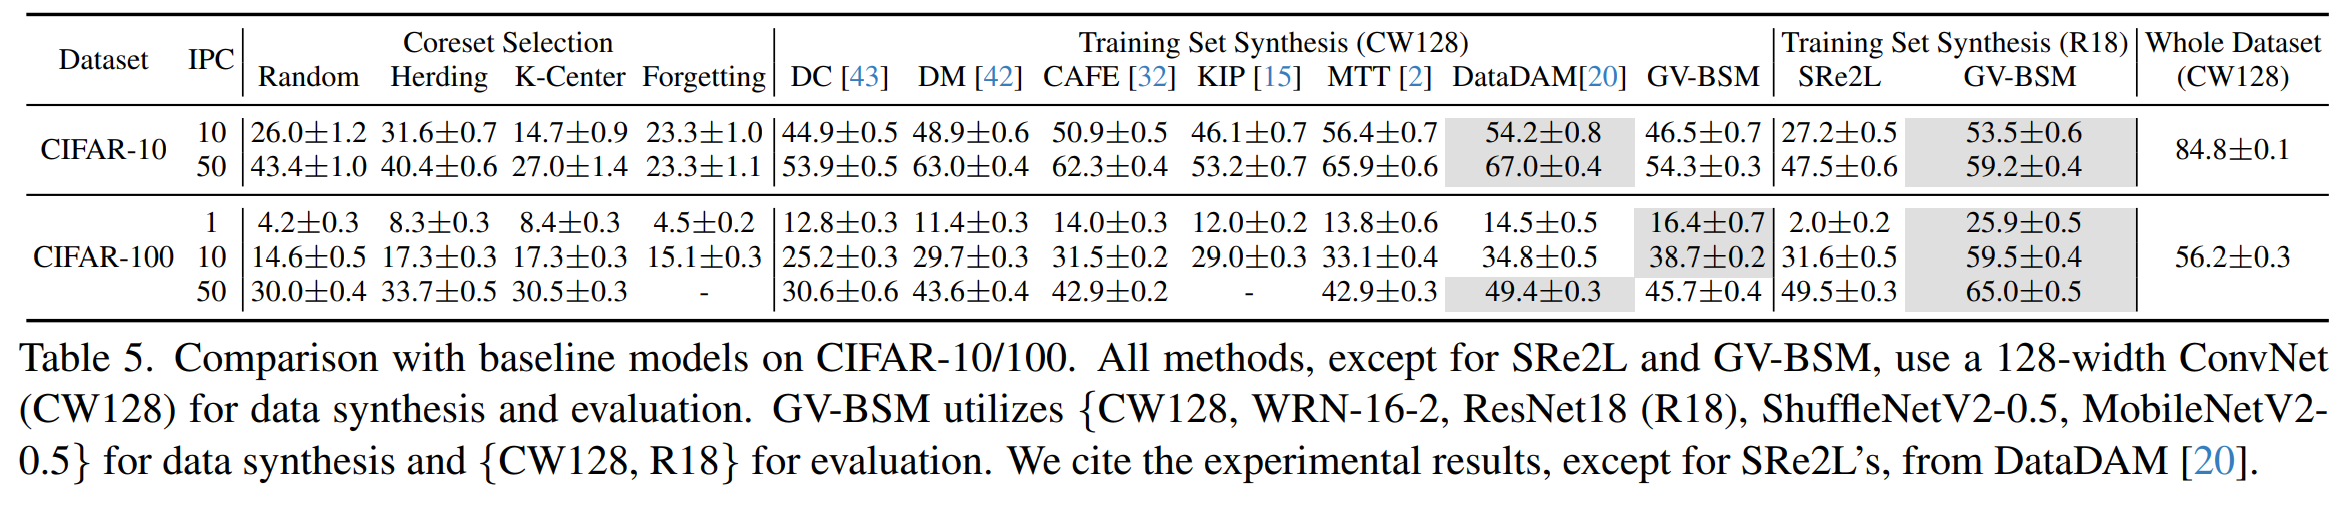 Dataset IPC Coreset Selection Training Set Synthesis (CW128) Training Set Synthesis (R18) Whole Dataset
Random Herding K-Center Forgetting DC [43] DM [42] CAFE [32] KIP [15] MTT [2] DataDAM[20] GV-BSM SRe2L GV-BSM (CW128)
CIFAR-10 10 26.0±1.2 31.6±0.7 14.7±0.9 23.3±1.0 44.9±0.5 48.9±0.6 50.9±0.5 46.1±0.7 56.4±0.7 54.2±0.8 46.5±0.7 27.2±0.5 53.5±0.6 84.8±0.1
50 43.4±1.0 40.4±0.6 27.0±1.4 23.3±1.1 53.9±0.5 63.0±0.4 62.3±0.4 53.2±0.7 65.9±0.6 67.0±0.4 54.3±0.3 47.5±0.6 59.2±0.4
1 4.2±0.3 8.3±0.3 8.4±0.3 4.5±0.2 12.8±0.3 11.4±0.3 14.0±0.3 12.0±0.2 13.8±0.6 14.5±0.5 16.4±0.7 2.0±0.2 25.9±0.5
CIFAR-100 10 14.6±0.5 17.3±0.3 17.3±0.3 15.1±0.3 25.2±0.3 29.7±0.3 31.5±0.2 29.0±0.3 33.1±0.4 34.8±0.5 38.7±0.2 31.6±0.5 59.5±0.4 56.2±0.3
50 30.0±0.4 33.7±0.5 30.5±0.3 - 30.6±0.6 43.6±0.4 42.9±0.2 - 42.9±0.3 49.4±0.3 45.7±0.4 49.5±0.3 65.0±0.5
Table 5. Comparison with baseline models on CIFAR-10/100. All methods, except for SRe2L and GV-BSM, use a 128-width ConvNet
(CW128) for data synthesis and evaluation. GV-BSM utilizes {CW128, WRN-16-2, ResNet18 (R18), ShuffleNetV2-0.5, MobileNetV2-
0.5} for data synthesis and {CW128, R18} for evaluation. We cite the experimental results, except for SRe2L's, from DataDAM [20].